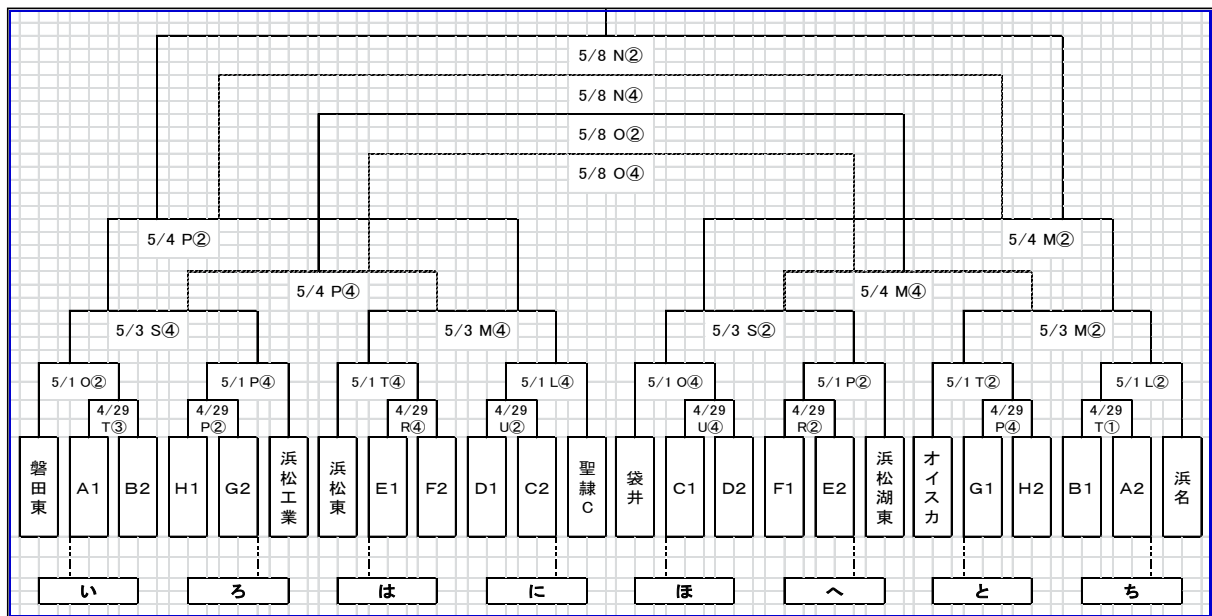 5/8 N②
5/8 N④
5/8 O②
5/8 O④
5/4 P②
5/4 M②
5/4 P④
5/4 M④
5/3 S④
5/3 M④
5/3 S②
5/3 M②
5/1 O②
5/1 P④
5/1 T④
5/1 L④
5/1 O④
5/1 P②
5/1 T②
5/1 L②
4/29
T③
4/29
P②
4/29
R④
4/29
U②
4/29
U④
4/29
R②
4/29
P④
4/29
T①
磐田東
A1
B2
H1
G2
浜松工業
浜松東
E1
F2
D1
C2
聖隷C
袋井
C1
D2
F1
E2
浜松湖東
オイスカ
G1
H2
B1
A2
浜名
い
ろ
は
に
ほ
へ
と
ち